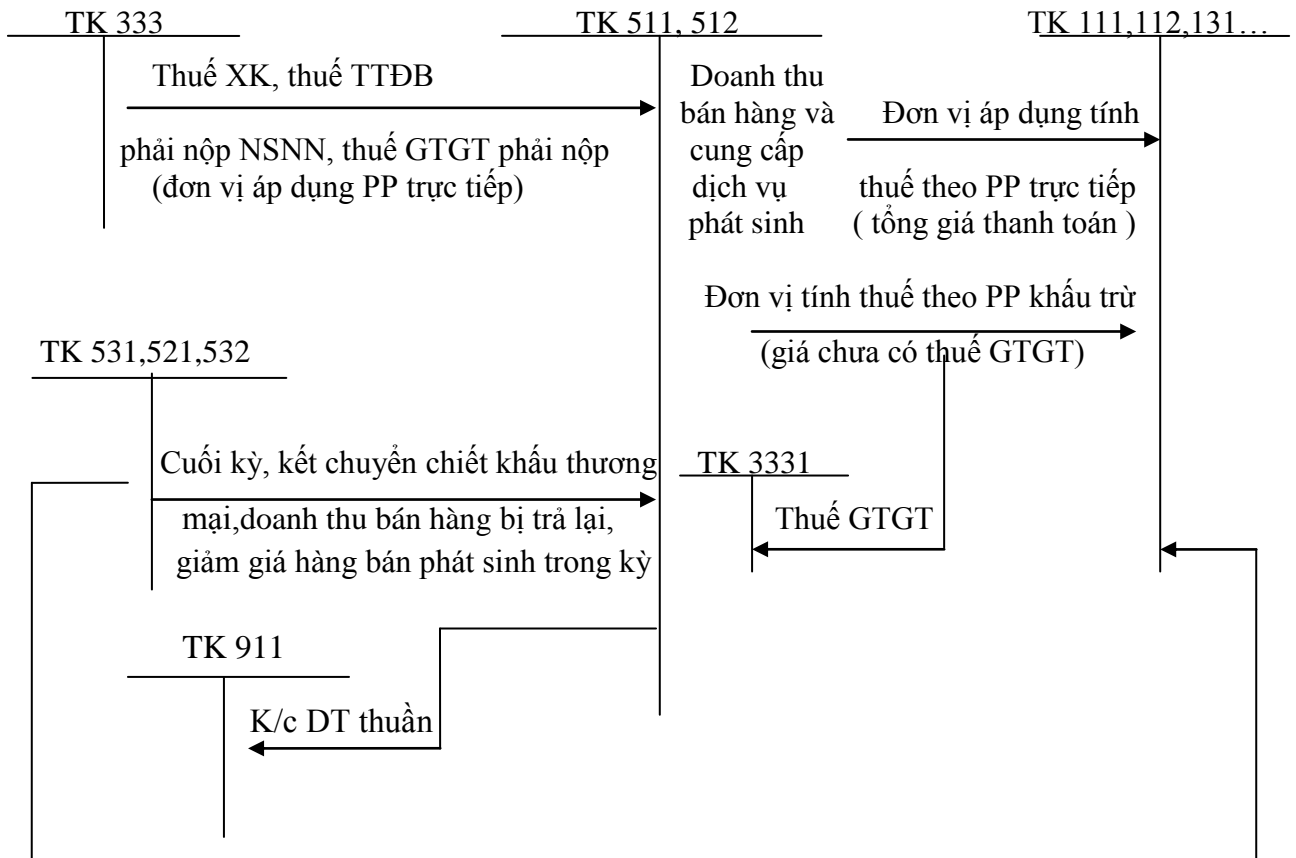 TK 333
TK 511, 512
TK 111,112,131…
Thuế XK, thuế TTĐB
phải nộp NSNN, thuế GTGT phải nộp
(đơn vị áp dụng PP trực tiếp)
Doanh thu
bán hàng và
cung cấp
dịch vụ
phát sinh
Đơn vị áp dụng tính
thuế theo PP trực tiếp
( tổng giá thanh toán )
Đơn vị tính thuế theo PP khấu trừ
(giá chưa có thuế GTGT)
TK 531,521,532
Cuối kỳ, kết chuyển chiết khấu thương
mại,doanh thu bán hàng bị trả lại,
giảm giá hàng bán phát sinh trong kỳ
TK 3331
Thuế GTGT
TK 911
K/c DT thuần